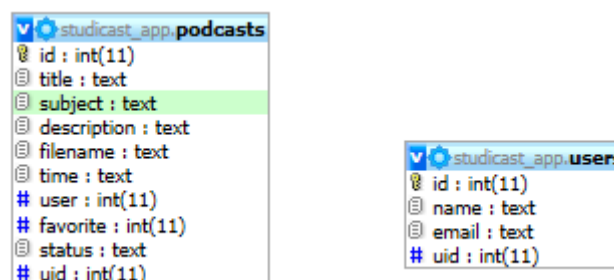 studicast_app.podcasts
id : int(11)
title : text
subject : text
description : text
filename : text
time : text
# user : int(11)
# favorite : int(11)
status : text
# uid : int(11)
studicast_app.users
id : int(11)
name : text
email : text
# uid : int(11)